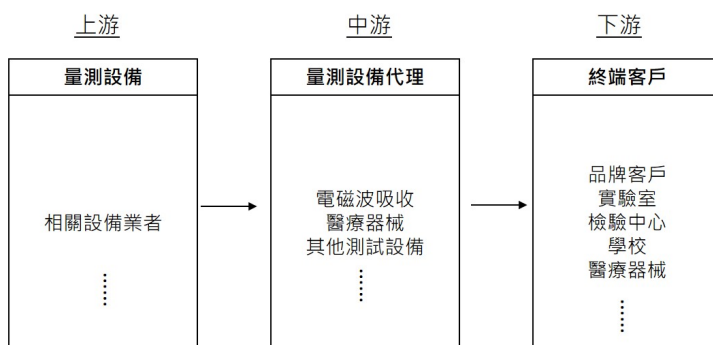 上游
中游
下游
量測設備
量測設備代理
終端客戶
相關設備業者
電磁波吸收
醫療器械
其他測試設備
品牌客戶
實驗室
檢驗中心
學校
醫療器械